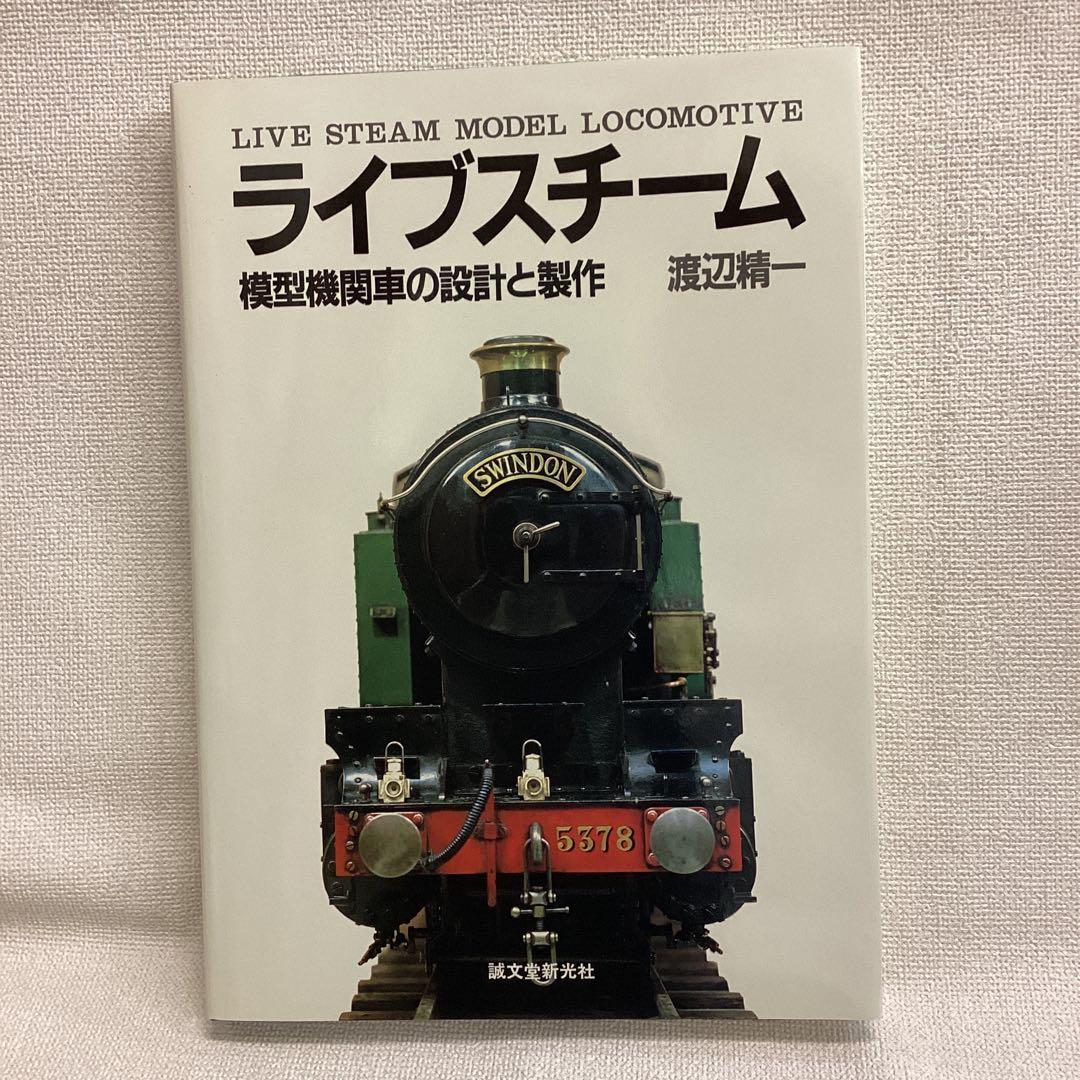 LIVE STEAM MODEL LOCOMOTIVE
ライブスチーム
模型機関車の設計と製作 渡辺精一
SWINDON
5378
誠文堂新光社